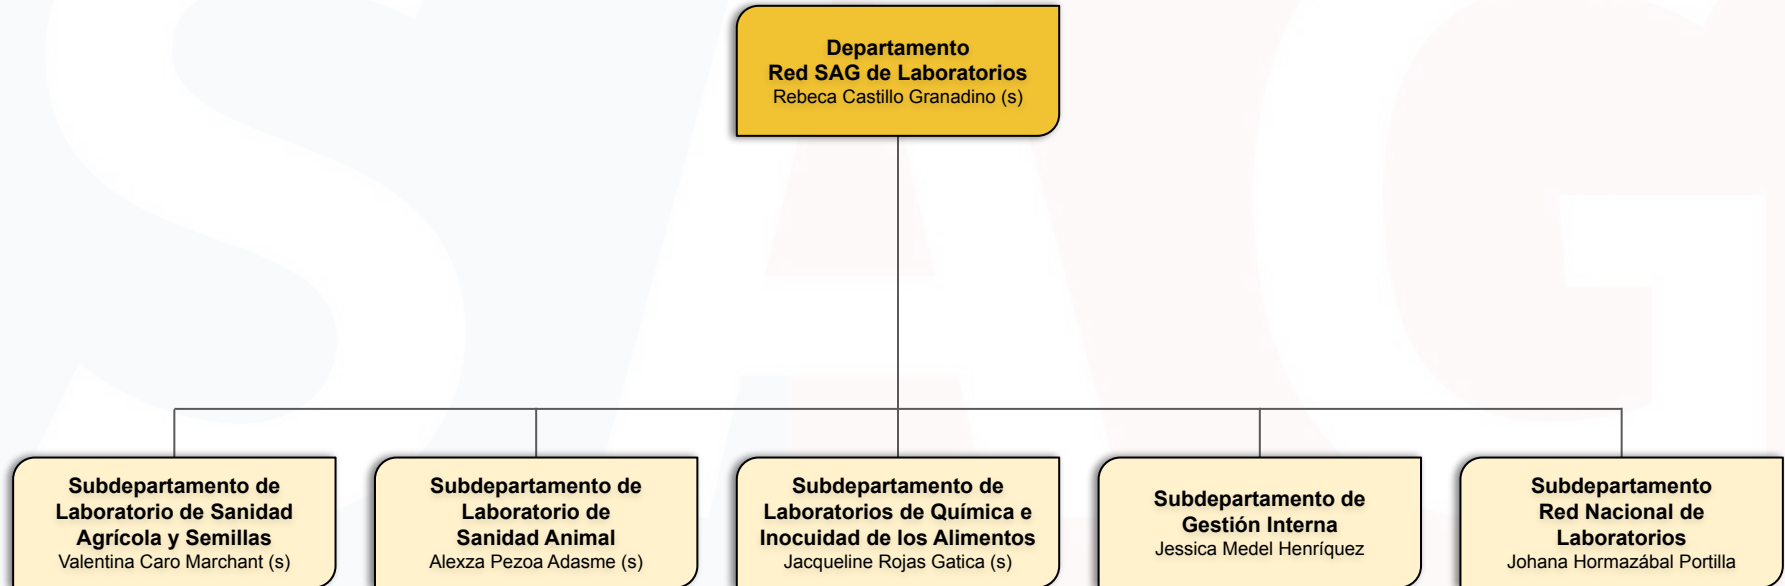 SAG
Departamento
Red SAG de Laboratorios
Rebeca Castillo Granadino (s)
Subdepartamento de
Laboratorio de Sanidad
Agrícola y Semillas
Valentina Caro Marchant (s)
Subdepartamento de
Laboratorio de
Sanidad Animal
Alexza Pezoa Adasme (s)
Subdepartamento de
Laboratorios de Química e
Inocuidad de los Alimentos
Jacqueline Rojas Gatica (s)
Subdepartamento de
Gestión Interna
Jessica Medel Henríquez
Subdepartamento
Red Nacional de
Laboratorios
Johana Hormazábal Portilla